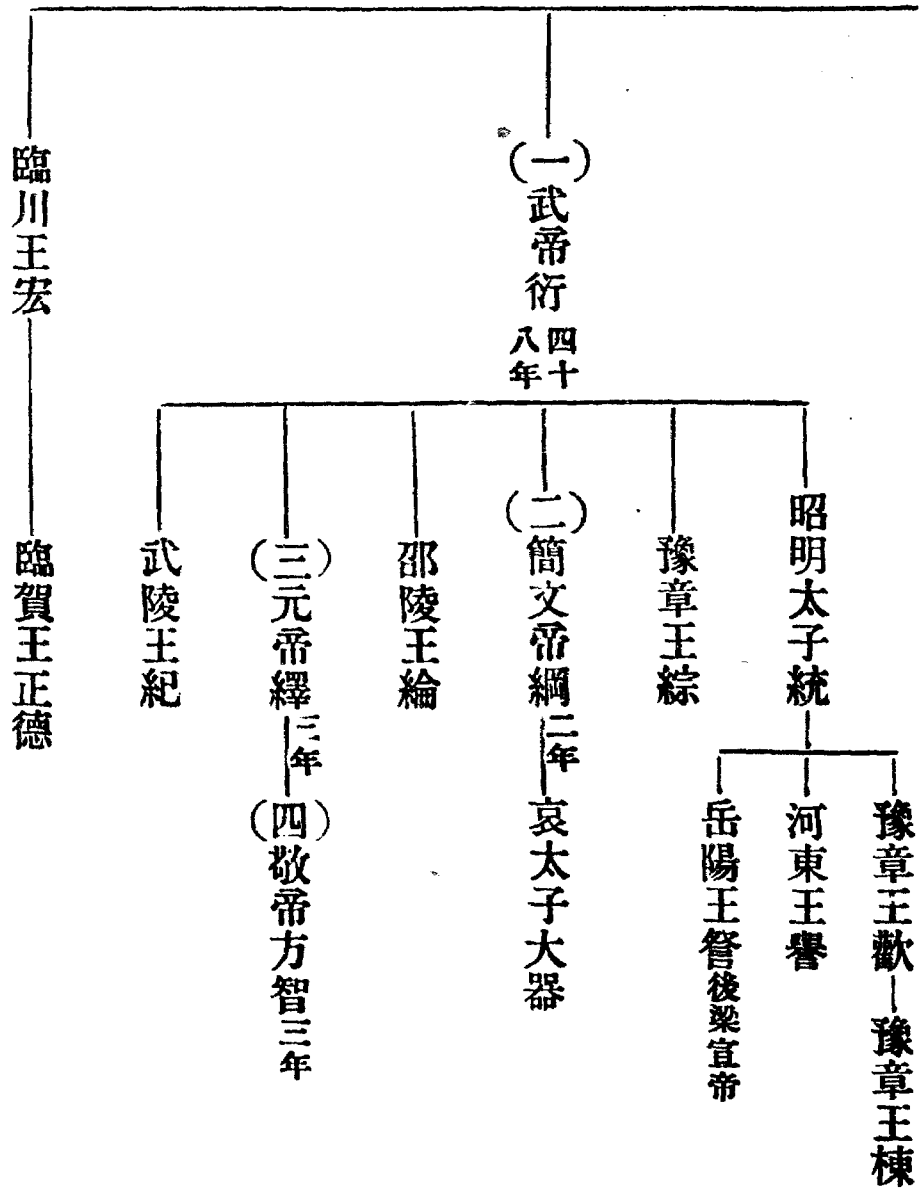 (一)武帝衍 四十八年
昭明太子統
豫章王歡
豫章王棟
河東王譽
岳陽王詧 後梁宣帝
豫章王綜
(二)簡文帝綱 二年
哀太子大器
邵陵王綸
(三)元帝繹 三年
(四)敬帝方智 三年
武陵王紀
臨川王宏
臨賀王正德